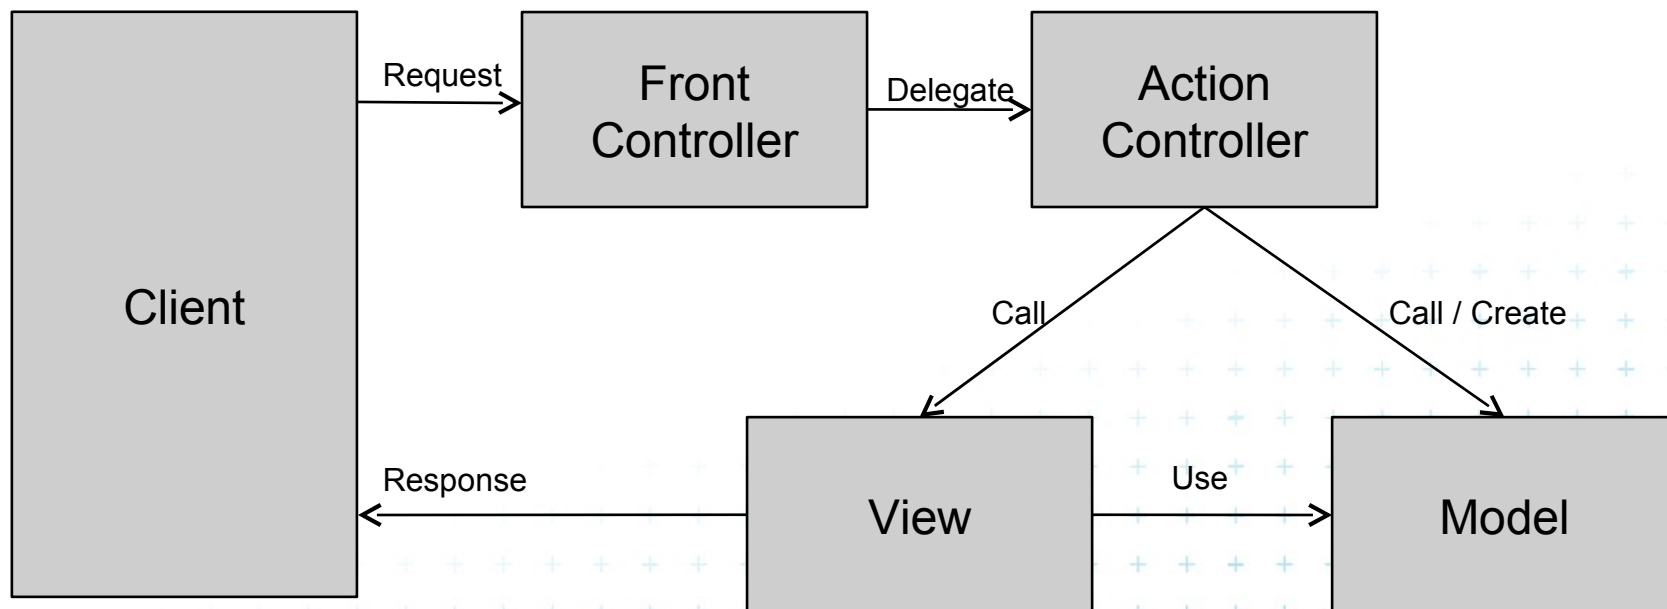 Request
Front
Controller
Delegate
Action
Controller
Client
Call
Call / Create
Response
View
Use
Model